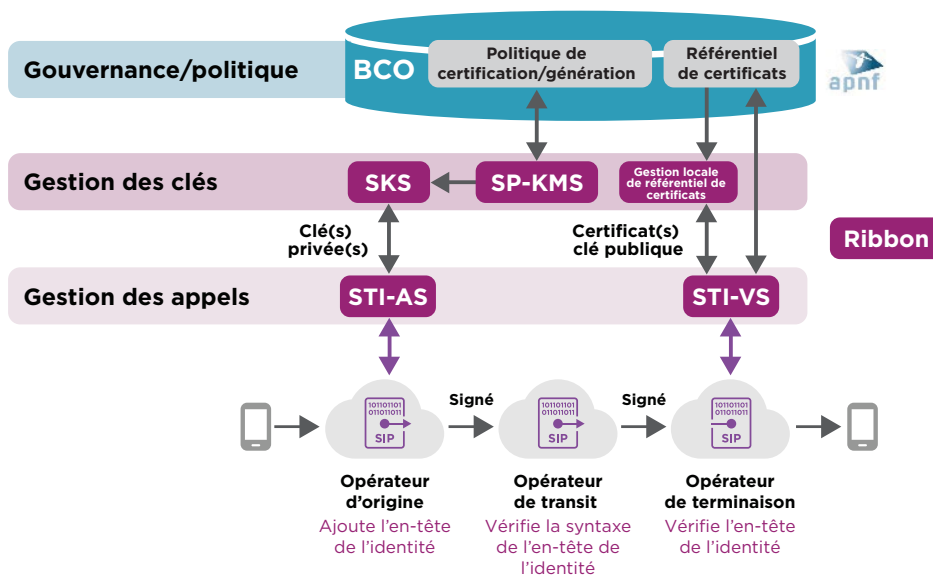 Gouvernance/politique
BCO
Politique de
certification/génération
Référentiel
de certificats
apnf
Gestion des clés
SKS
SP-KMS
Gestion locale
de référentiel de
certificats
Clé(s)
privée(s)
Certificat(s)
clé publique
Ribbon
Gestion des appels
STI-AS
STI-VS
Signé
Signé
101101101
011011011
SIP
101101101
011011011
SIP
101101101
011011011
SIP
Opérateur
d’origine
Ajoute l’en-tête
de l’identité
Opérateur
de transit
Vérifie la syntaxe
de l’en-tête de
l’identité
Opérateur
de terminaison
Vérifie l’en-tête
de l’identité